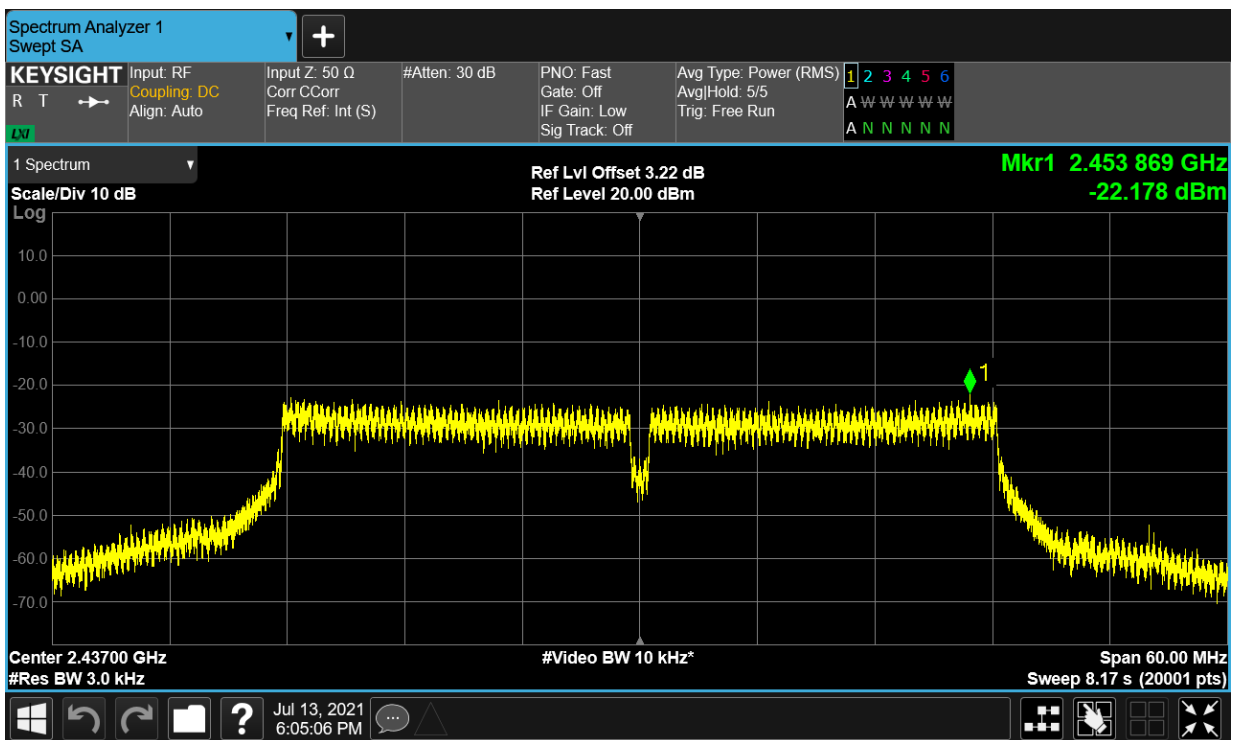 Spectrum Analyzer 1
Swept SA
+
KEYSIGHT
R T
LXI
Input: RF
Coupling: DC
Align: Auto
Input Z: 50 Ω
Corr CCorr
Freq Ref: Int (S)
#Atten: 30 dB
PNO: Fast
Gate: Off
IF Gain: Low
Sig Track: Off
Avg Type: Power (RMS)
Avg|Hold: 5/5
Trig: Free Run
1 2 3 4 5 6
A W W W W W
A N N N N N
1 Spectrum
Scale/Div 10 dB
Log
Ref Lvl Offset 3.22 dB
Ref Level 20.00 dBm
Mkr1 2.453 869 GHz
-22.178 dBm
10.0
0.00
-10.0
-20.0
-30.0
-40.0
-50.0
-60.0
-70.0
1
Center 2.43700 GHz
#Res BW 3.0 kHz
#Video BW 10 kHz*
Span 60.00 MHz
Sweep 8.17 s (20001 pts)
?
Jul 13, 2021
6:05:06 PM